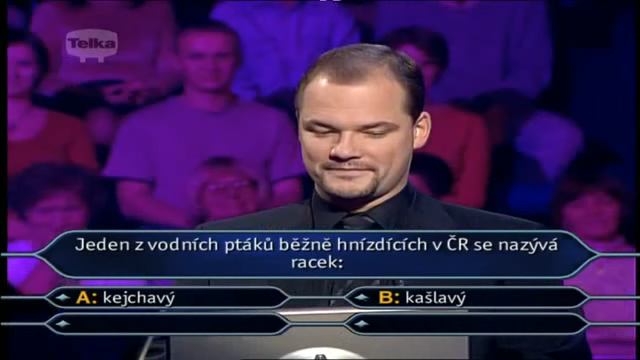 Telka
Jeden z vodních ptáků běžně hnízdících v ČR se nazývá
racek:
A: kejchavý
B: kašlavý